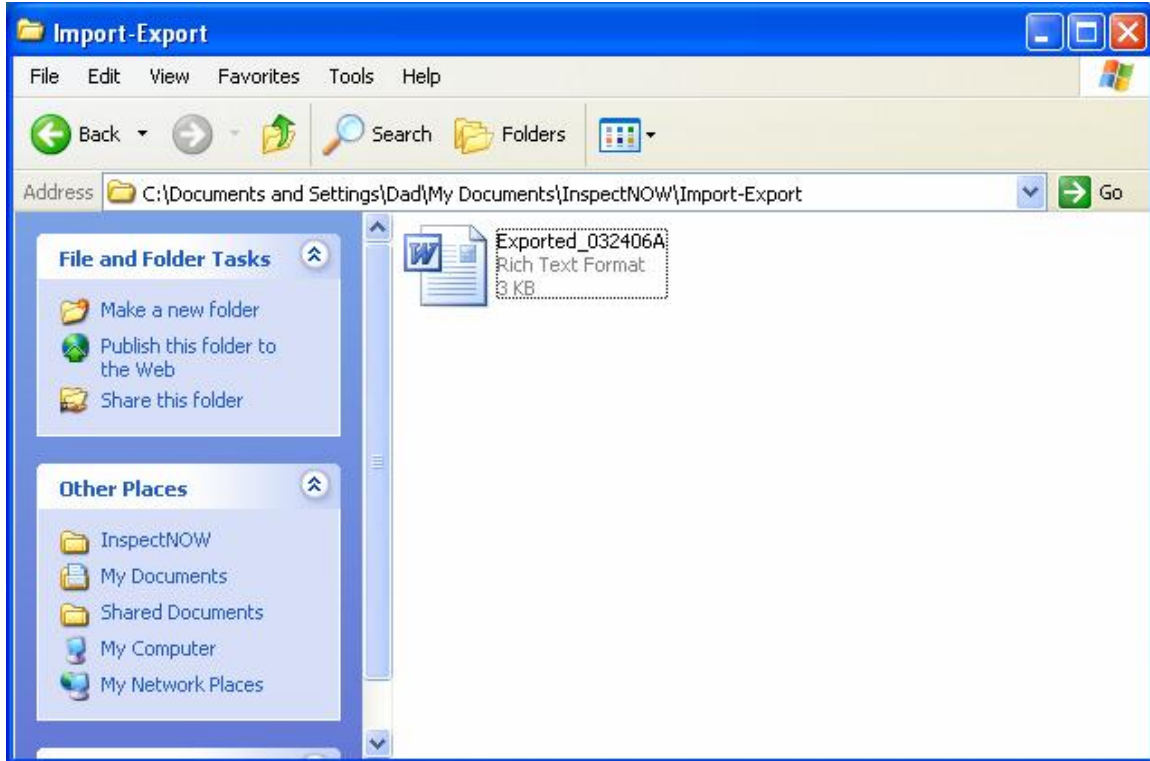 Import-Export
File Edit View Favorites Tools Help
Back Search Folders
Address C:\Documents and Settings\Dad\My Documents\InspectNOW\Import-Export Go
File and Folder Tasks
Make a new folder
Publish this folder to
the Web
Share this folder
Other Places
InspectNOW
My Documents
Shared Documents
My Computer
My Network Places
W
Exported_032406A
Rich Text Format
3 KB